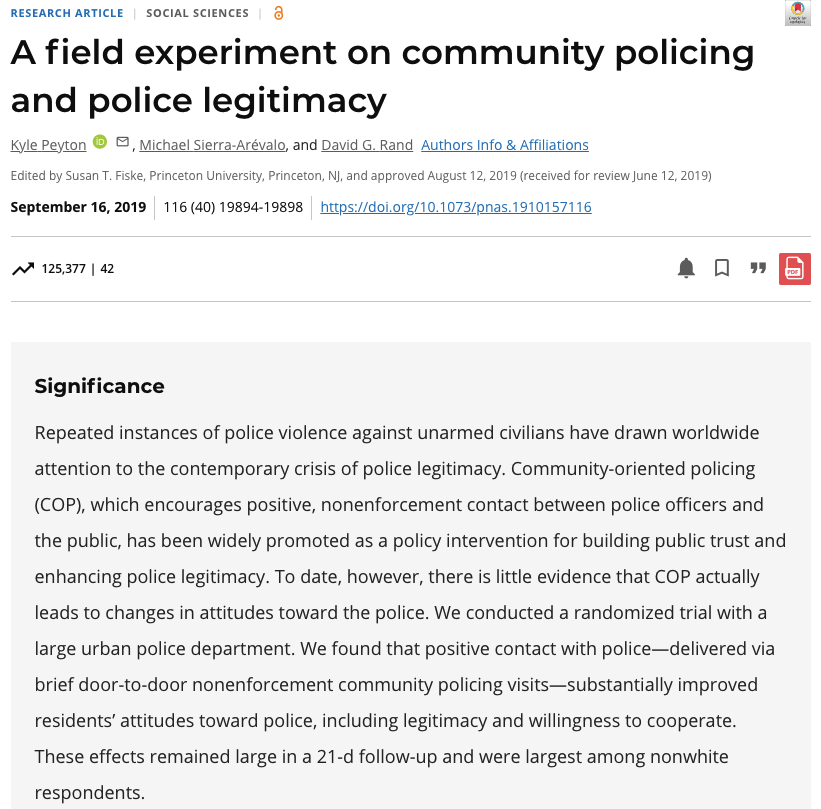 RESEARCH ARTICLE | SOCIAL SCIENCES |
A field experiment on community policing
and police legitimacy
Kyle Peyton iD , Michael Sierra-Arévalo, and David G. Rand Authors Info & Affiliations
Edited by Susan T. Fiske, Princeton University, Princeton, NJ, and approved August 12, 2019 (received for review June 12, 2019)
September 16, 2019 | 116 (40) 19894-19898 | https://doi.org/10.1073/pnas.1910157116
125,377 | 42
PDF
Significance
Repeated instances of police violence against unarmed civilians have drawn worldwide
attention to the contemporary crisis of police legitimacy. Community-oriented policing
(COP), which encourages positive, nonenforcement contact between police officers and
the public, has been widely promoted as a policy intervention for building public trust and
enhancing police legitimacy. To date, however, there is little evidence that COP actually
leads to changes in attitudes toward the police. We conducted a randomized trial with a
large urban police department. We found that positive contact with police—delivered via
brief door-to-door nonenforcement community policing visits—substantially improved
residents’ attitudes toward police, including legitimacy and willingness to cooperate.
These effects remained large in a 21-d follow-up and were largest among nonwhite
respondents.